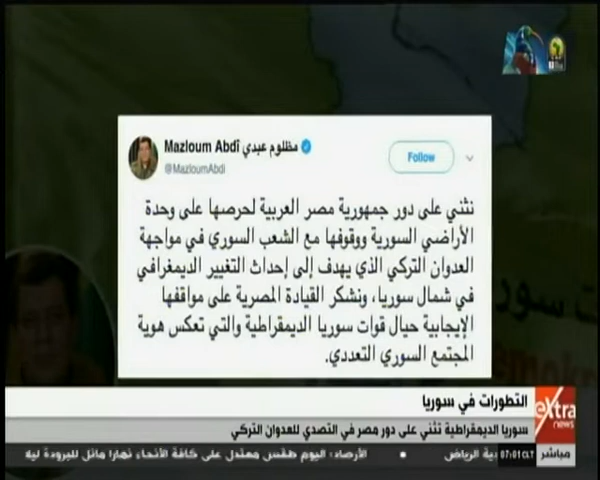 Mazloum Abdî مظلوم عبدي
@MazloumAbdi
Follow
نثني على دور جمهورية مصر العربية لحرصها على وحدة
الأراضي السورية ووقوفها مع الشعب السوري في مواجهة
العدوان التركي الذي يهدف إلى إحداث التغيير الديمغرافي
في شمال سوريا، ونشكر القيادة المصرية على مواقفها
الإيجابية حيال قوات سوريا الديمقراطية والتي تعكس هوية
المجتمع السوري التعددي.
التطورات في سوريا
سوريا الديمقراطية تثني على دور مصر في التصدي للعدوان التركي
eXtra
news
مباشر
07:01 CLT
الرياض
الأرصاد: اليوم طقس معتدل على كافة الأنحاء نهارا مائل للبرودة ليلا